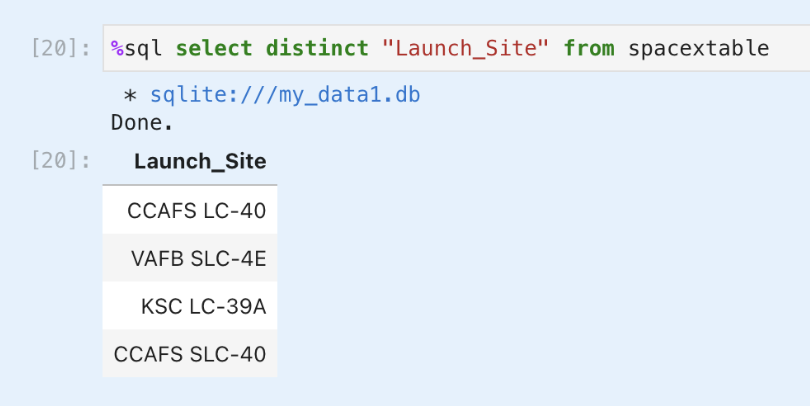 [20]: %sql select distinct "Launch_Site" from spacextable
* sqlite:///my_data1.db
Done.
[20]: Launch_Site
CCAFS LC-40
VAFB SLC-4E
KSC LC-39A
CCAFS SLC-40